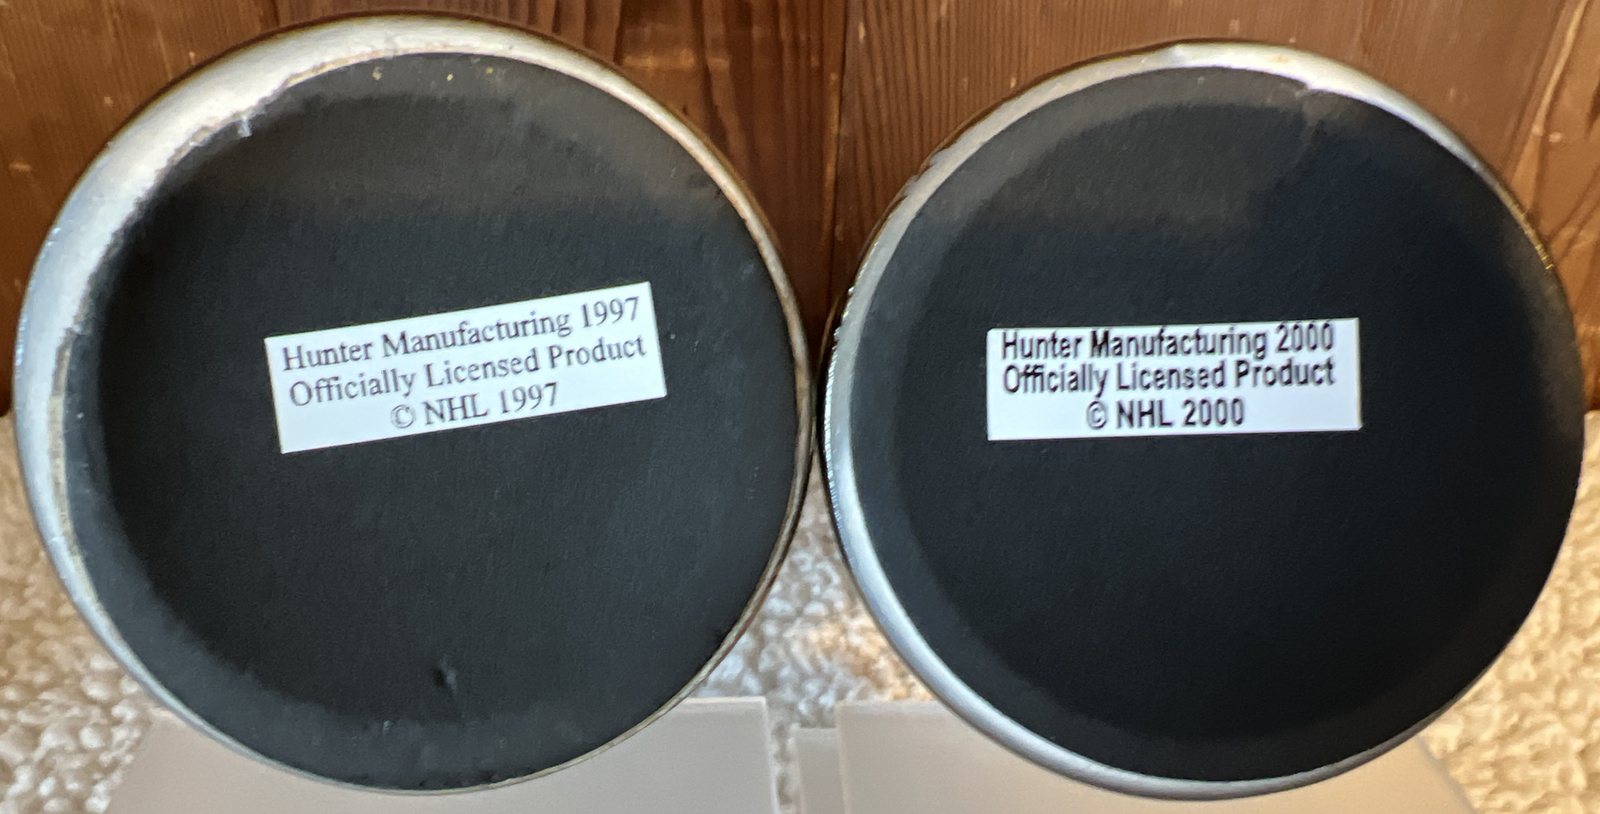 Hunter Manufacturing 1997
Officially Licensed Product
© NHL 1997
Hunter Manufacturing 2000
Officially Licensed Product
© NHL 2000